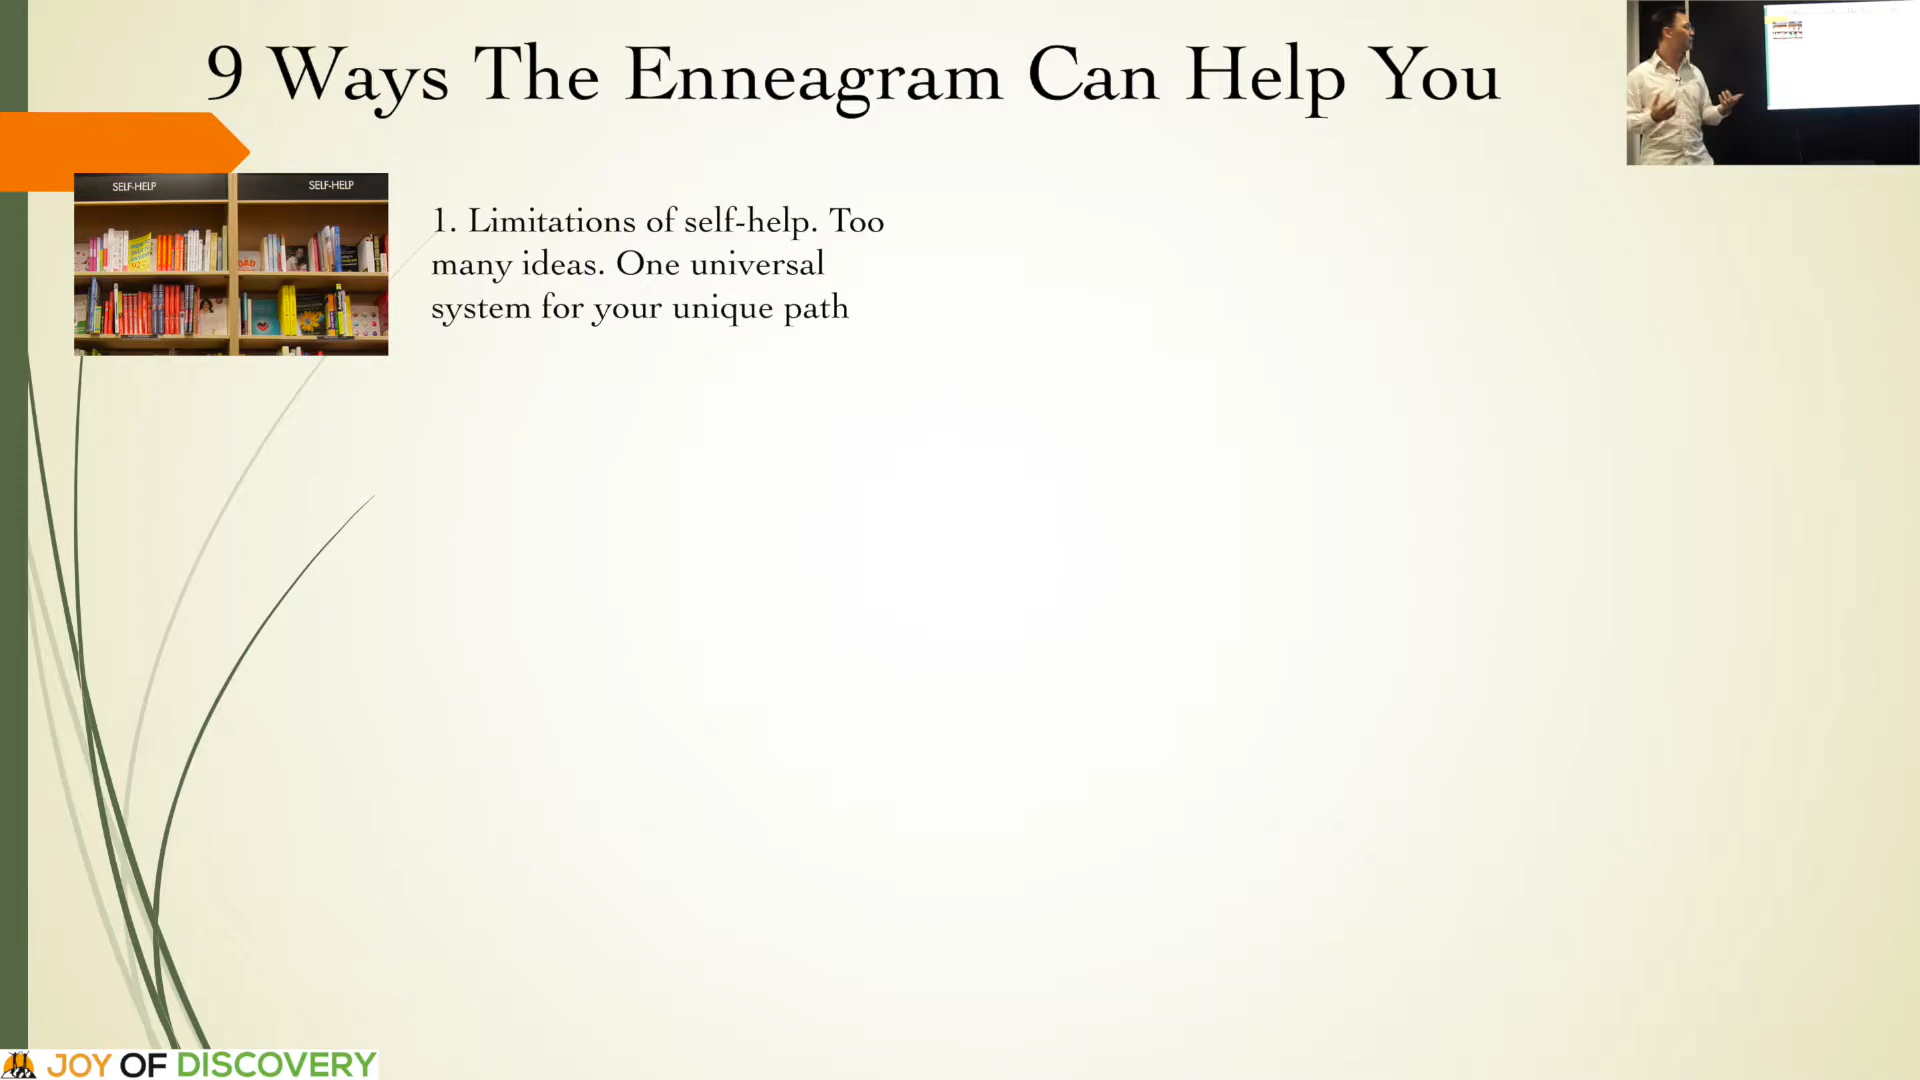 9 Ways The Enneagram Can Help You
SELF-HELP
SELF-HELP
1. Limitations of self-help. Too
many ideas. One universal
system for your unique path
JOY OF DISCOVERY